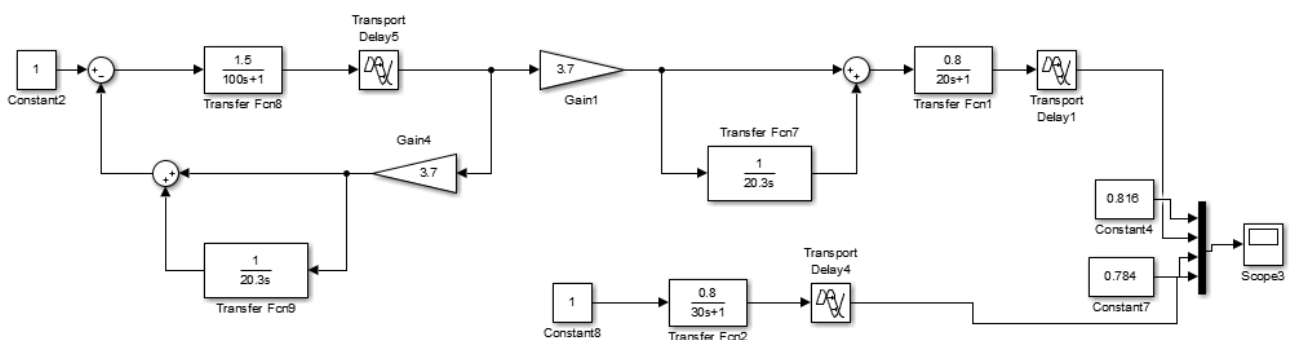 Transport
Delay5
1
Constant2
+
−
1.5
100s+1
Transfer Fcn8
3.7
Gain1
+
+
0.8
20s+1
Transfer Fcn1
Transport
Delay1
Gain4
3.7
+
+
Transfer Fcn7
1
20.3s
1
20.3s
Transfer Fcn9
0.816
Constant4
0.784
Constant7
Scope3
Transport
Delay4
1
Constant8
0.8
30s+1
Transfer Fcn2